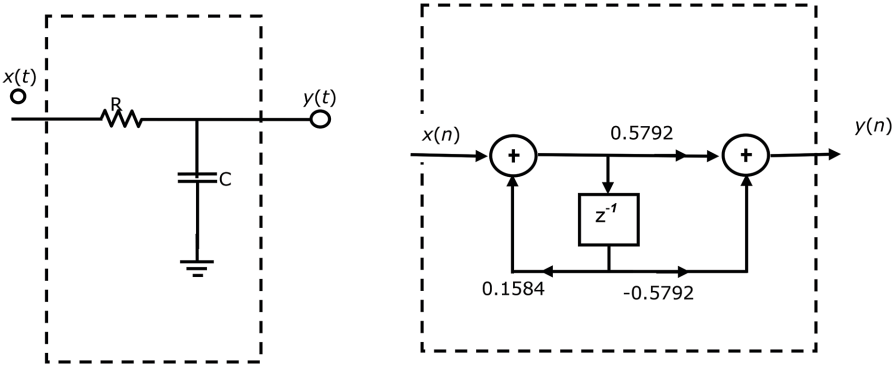 x(t)
R
y(t)
C
x(n)
0.5792
y(n)
+
+
z⁻¹
0.1584
-0.5792